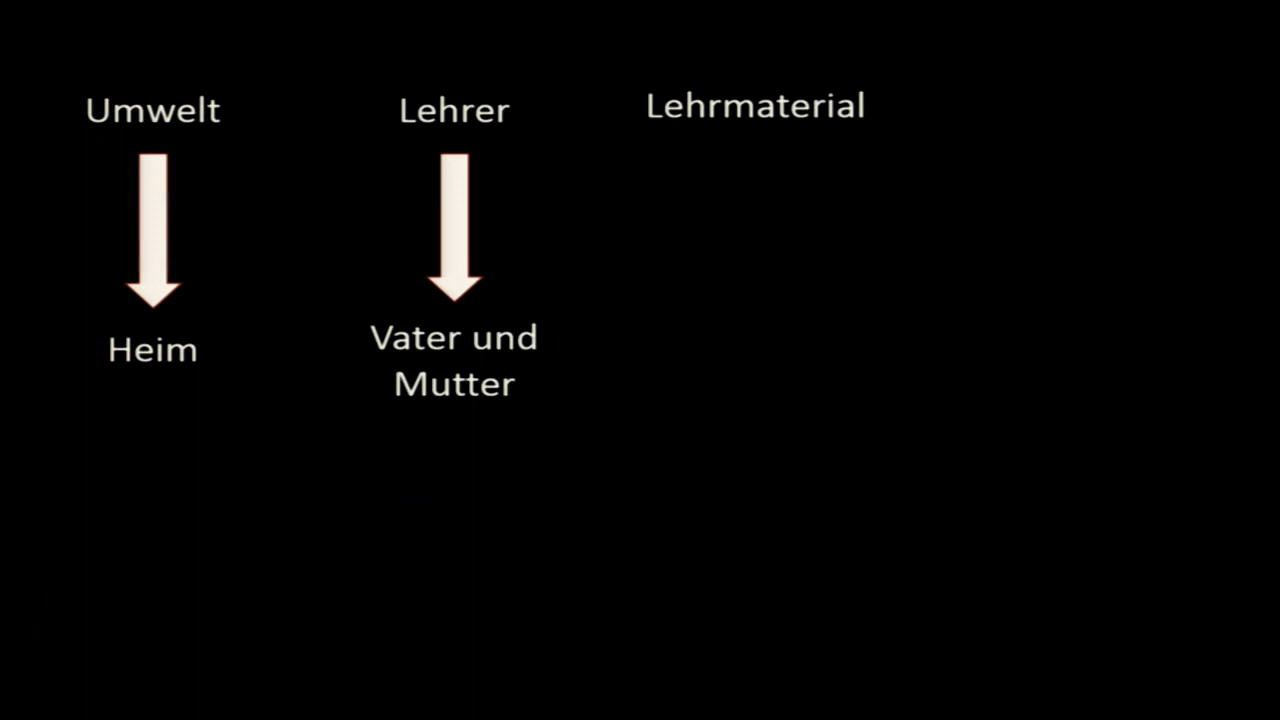 Umwelt
Lehrer
Lehrmaterial
Heim
Vater und
Mutter